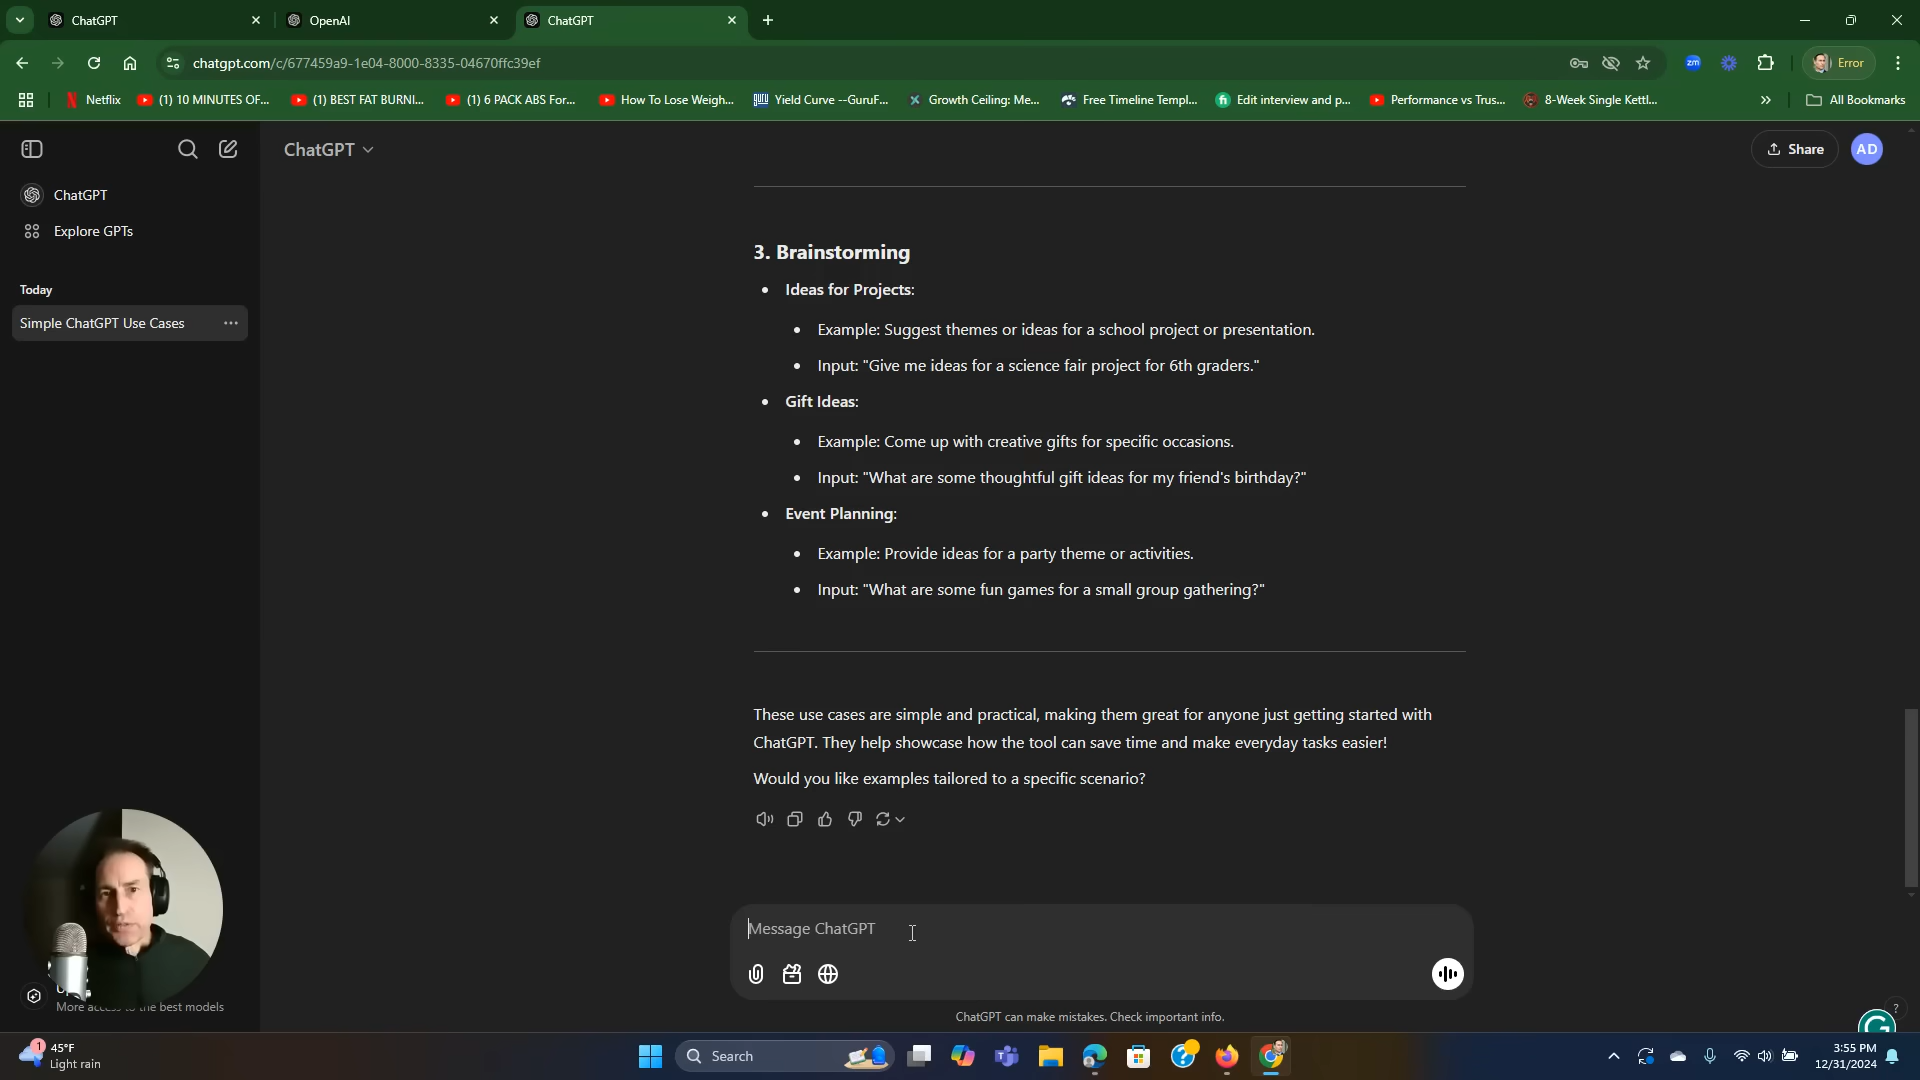 ChatGPT
OpenAI
ChatGPT
chatgpt.com/c/677459a9-1e04-8000-8335-04670ffc39ef
zm
Error
Netflix
(1) 10 MINUTES OF...
(1) BEST FAT BURNI...
(1) 6 PACK ABS For...
How To Lose Weigh...
Yield Curve --GuruF...
Growth Ceiling: Me...
Free Timeline Templ...
Edit interview and p...
Performance vs Trus...
8-Week Single Kettl...
All Bookmarks
ChatGPT
Share
AD
ChatGPT
Explore GPTs
Today
Simple ChatGPT Use Cases
3. Brainstorming
Ideas for Projects:
Example: Suggest themes or ideas for a school project or presentation.
Input: "Give me ideas for a science fair project for 6th graders."
Gift Ideas:
Example: Come up with creative gifts for specific occasions.
Input: "What are some thoughtful gift ideas for my friend's birthday?"
Event Planning:
Example: Provide ideas for a party theme or activities.
Input: "What are some fun games for a small group gathering?"
These use cases are simple and practical, making them great for anyone just getting started with
ChatGPT. They help showcase how the tool can save time and make everyday tasks easier!
Would you like examples tailored to a specific scenario?
Message ChatGPT
ChatGPT can make mistakes. Check important info.
?
More access to the best models
1
45°F
Light rain
Search
3:55 PM
12/31/2024